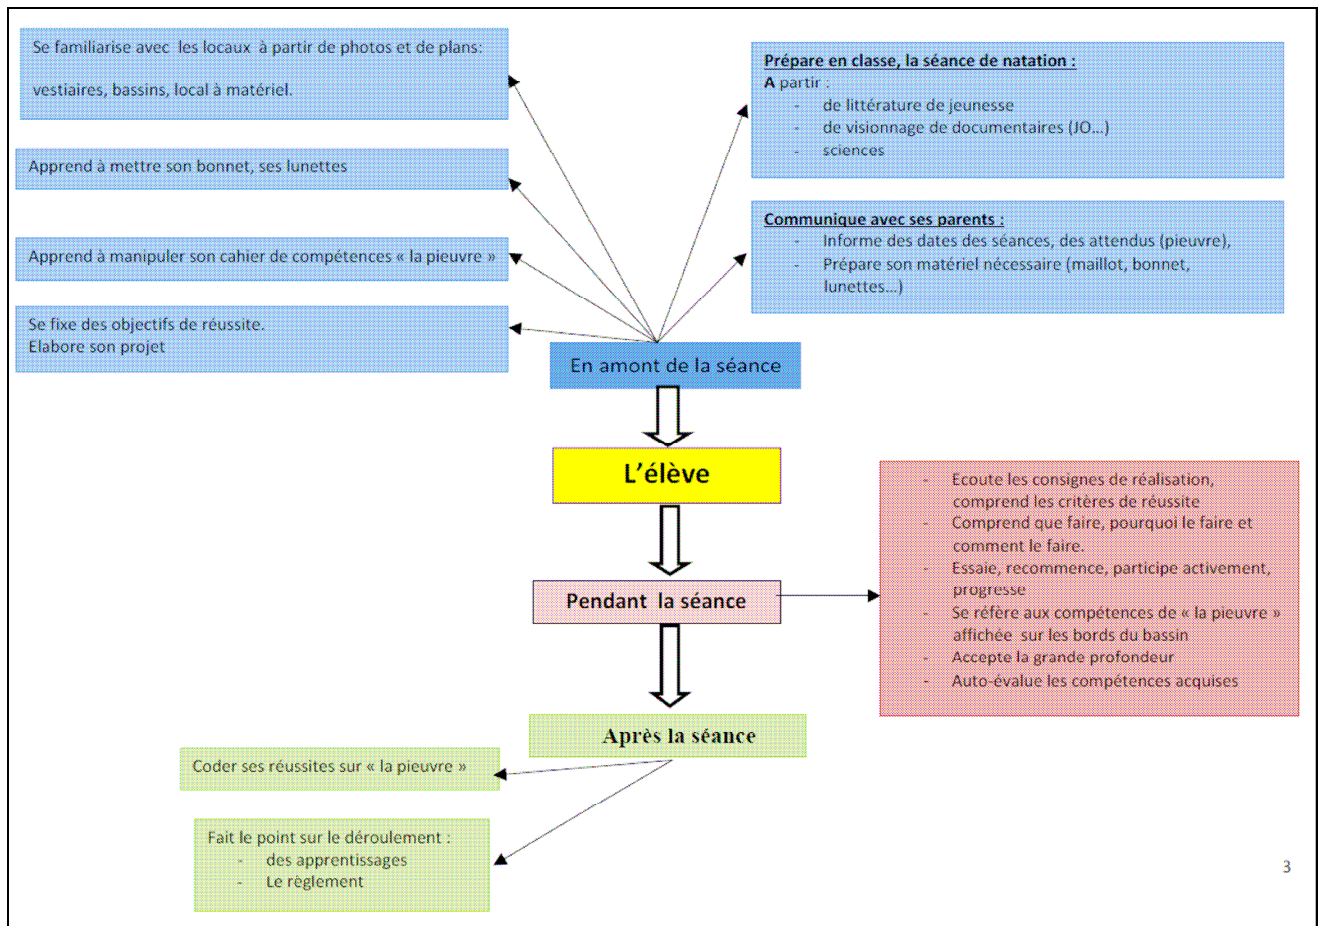 Se familiarise avec les locaux à partir de photos et de plans:
vestiaires, bassins, local à matériel.
Apprend à mettre son bonnet, ses lunettes
Apprend à manipuler son cahier de compétences « la pieuvre »
Se fixe des objectifs de réussite.
Elabore son projet
Prépare en classe, la séance de natation :
A partir :
- de littérature de jeunesse
- de visionnage de documentaires (JO...)
- sciences
Communique avec ses parents :
- Informe des dates des séances, des attendus (pieuvre),
- Prépare son matériel nécessaire (maillot, bonnet,
lunettes...)
En amont de la séance
L'élève
Pendant la séance
- Ecoute les consignes de réalisation,
comprend les critères de réussite
- Comprend que faire, pourquoi le faire et
comment le faire.
- Essaie, recommence, participe activement,
progresse
- Se réfère aux compétences de « la pieuvre »
affichée sur les bords du bassin
- Accepte la grande profondeur
- Auto-évalue les compétences acquises
Après la séance
Coder ses réussites sur « la pieuvre »
Fait le point sur le déroulement :
- des apprentissages
- Le règlement
3